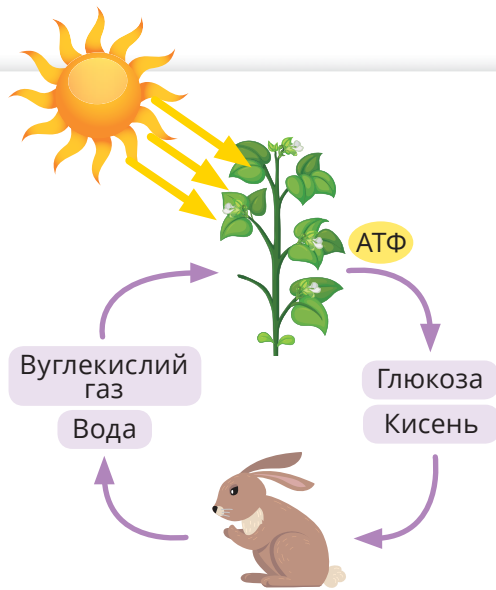 АТФ
Вуглекислий
газ
Вода
Глюкоза
Кисень